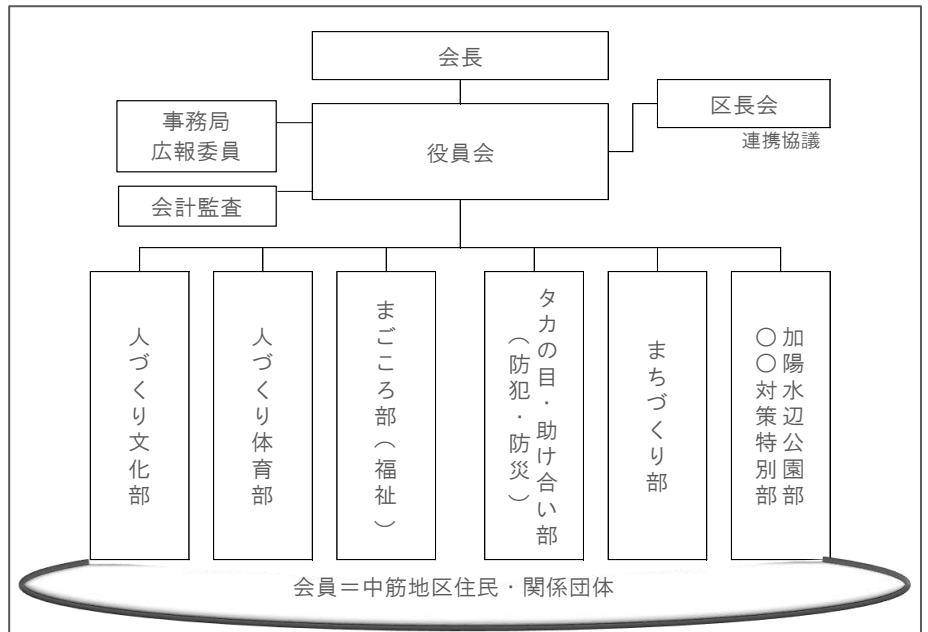 会長
事務局
広報委員
役員会
区長会
連携協議
会計監査
人づくり文化部
人づくり体育部
まごころ部（福祉）
タカの目・助け合い部
（防犯・防災）
まちづくり部
加陽水辺公園部
〇〇対策特別部
会員＝中筋地区住民・関係団体